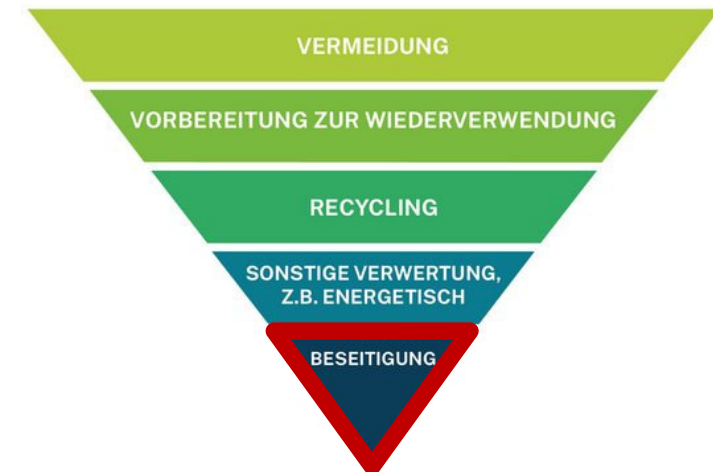 VERMEIDUNG
VORBEREITUNG ZUR WIEDERVERWENDUNG
RECYCLING
SONSTIGE VERWERTUNG,
Z.B. ENERGETISCH
BESEITIGUNG